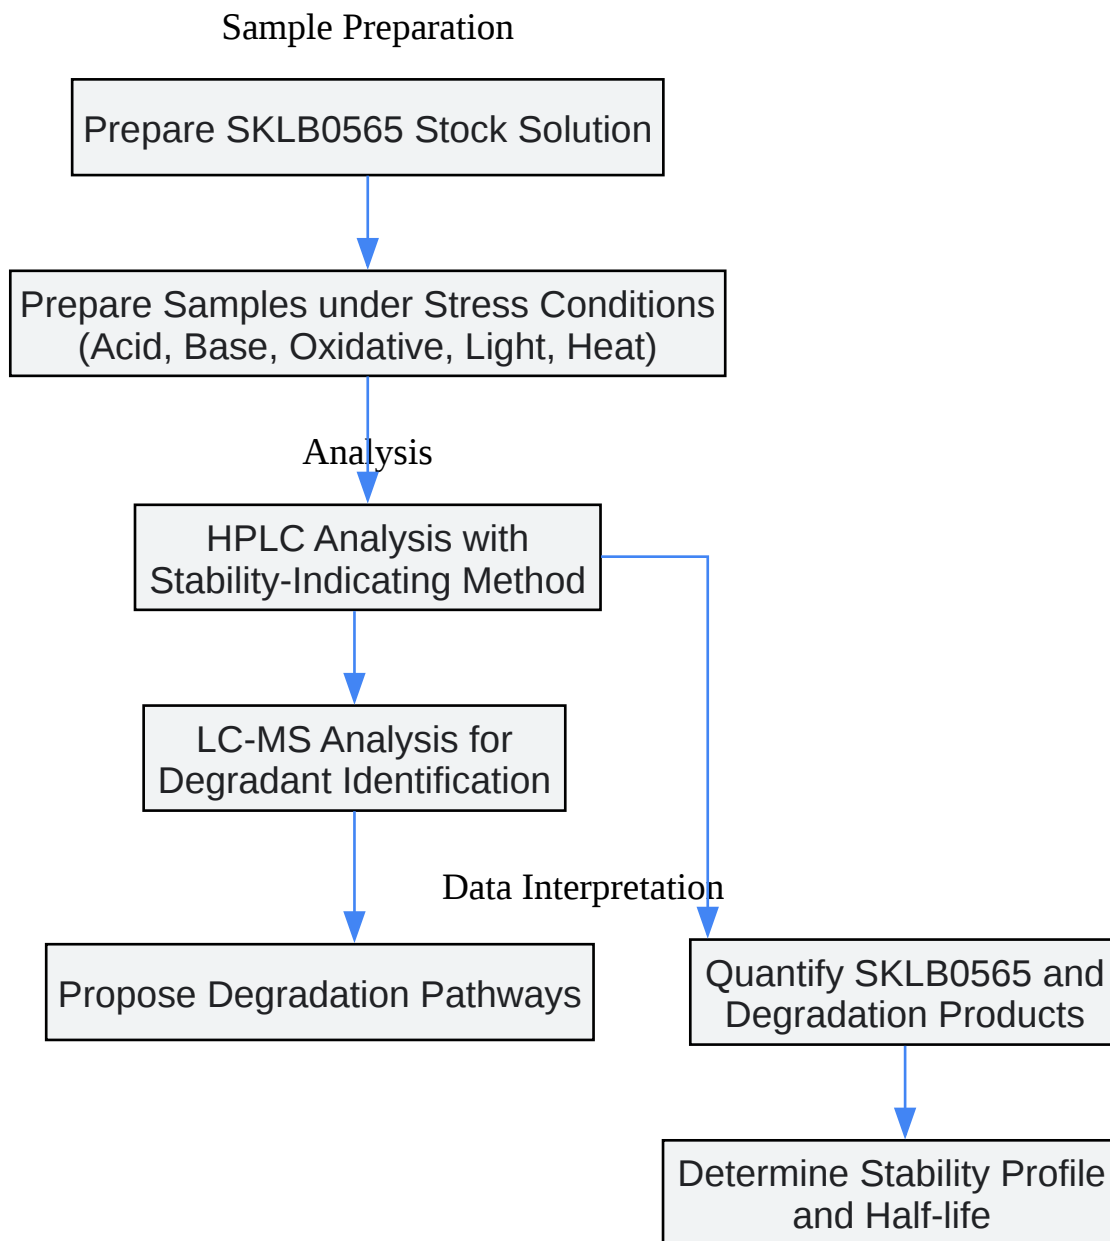 Sample Preparation
Prepare SKLB0565 Stock Solution
Prepare Samples under Stress Conditions
(Acid, Base, Oxidative, Light, Heat)
Analysis
HPLC Analysis with
Stability-Indicating Method
LC-MS Analysis for
Degradant Identification
Data Interpretation
Propose Degradation Pathways
Quantify SKLB0565 and
Degradation Products
Determine Stability Profile
and Half-life